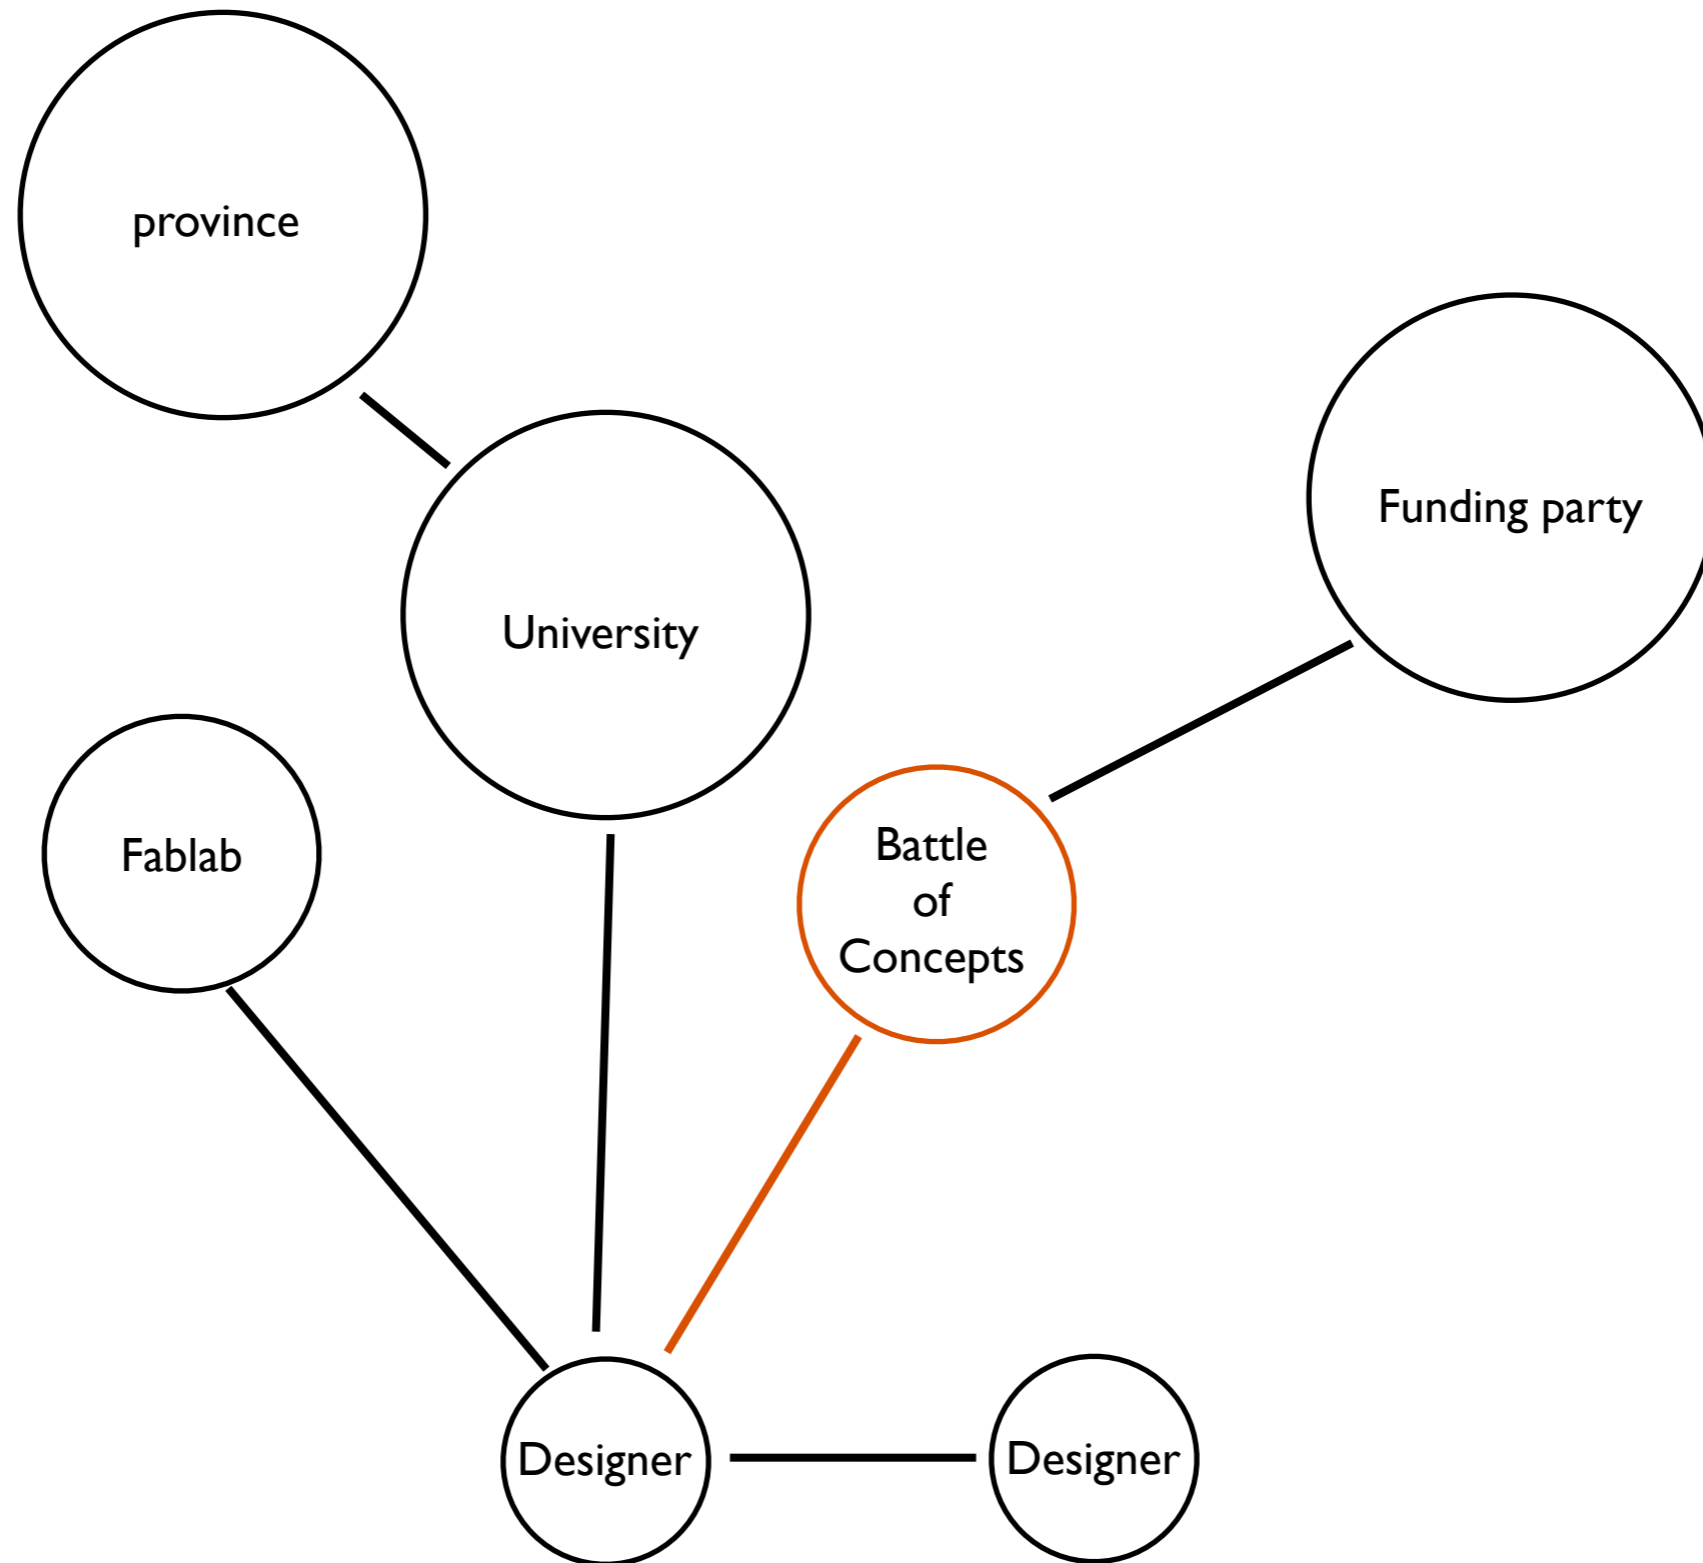 province
Funding party
University
Fablab
Battle
of
Concepts
Designer
Designer